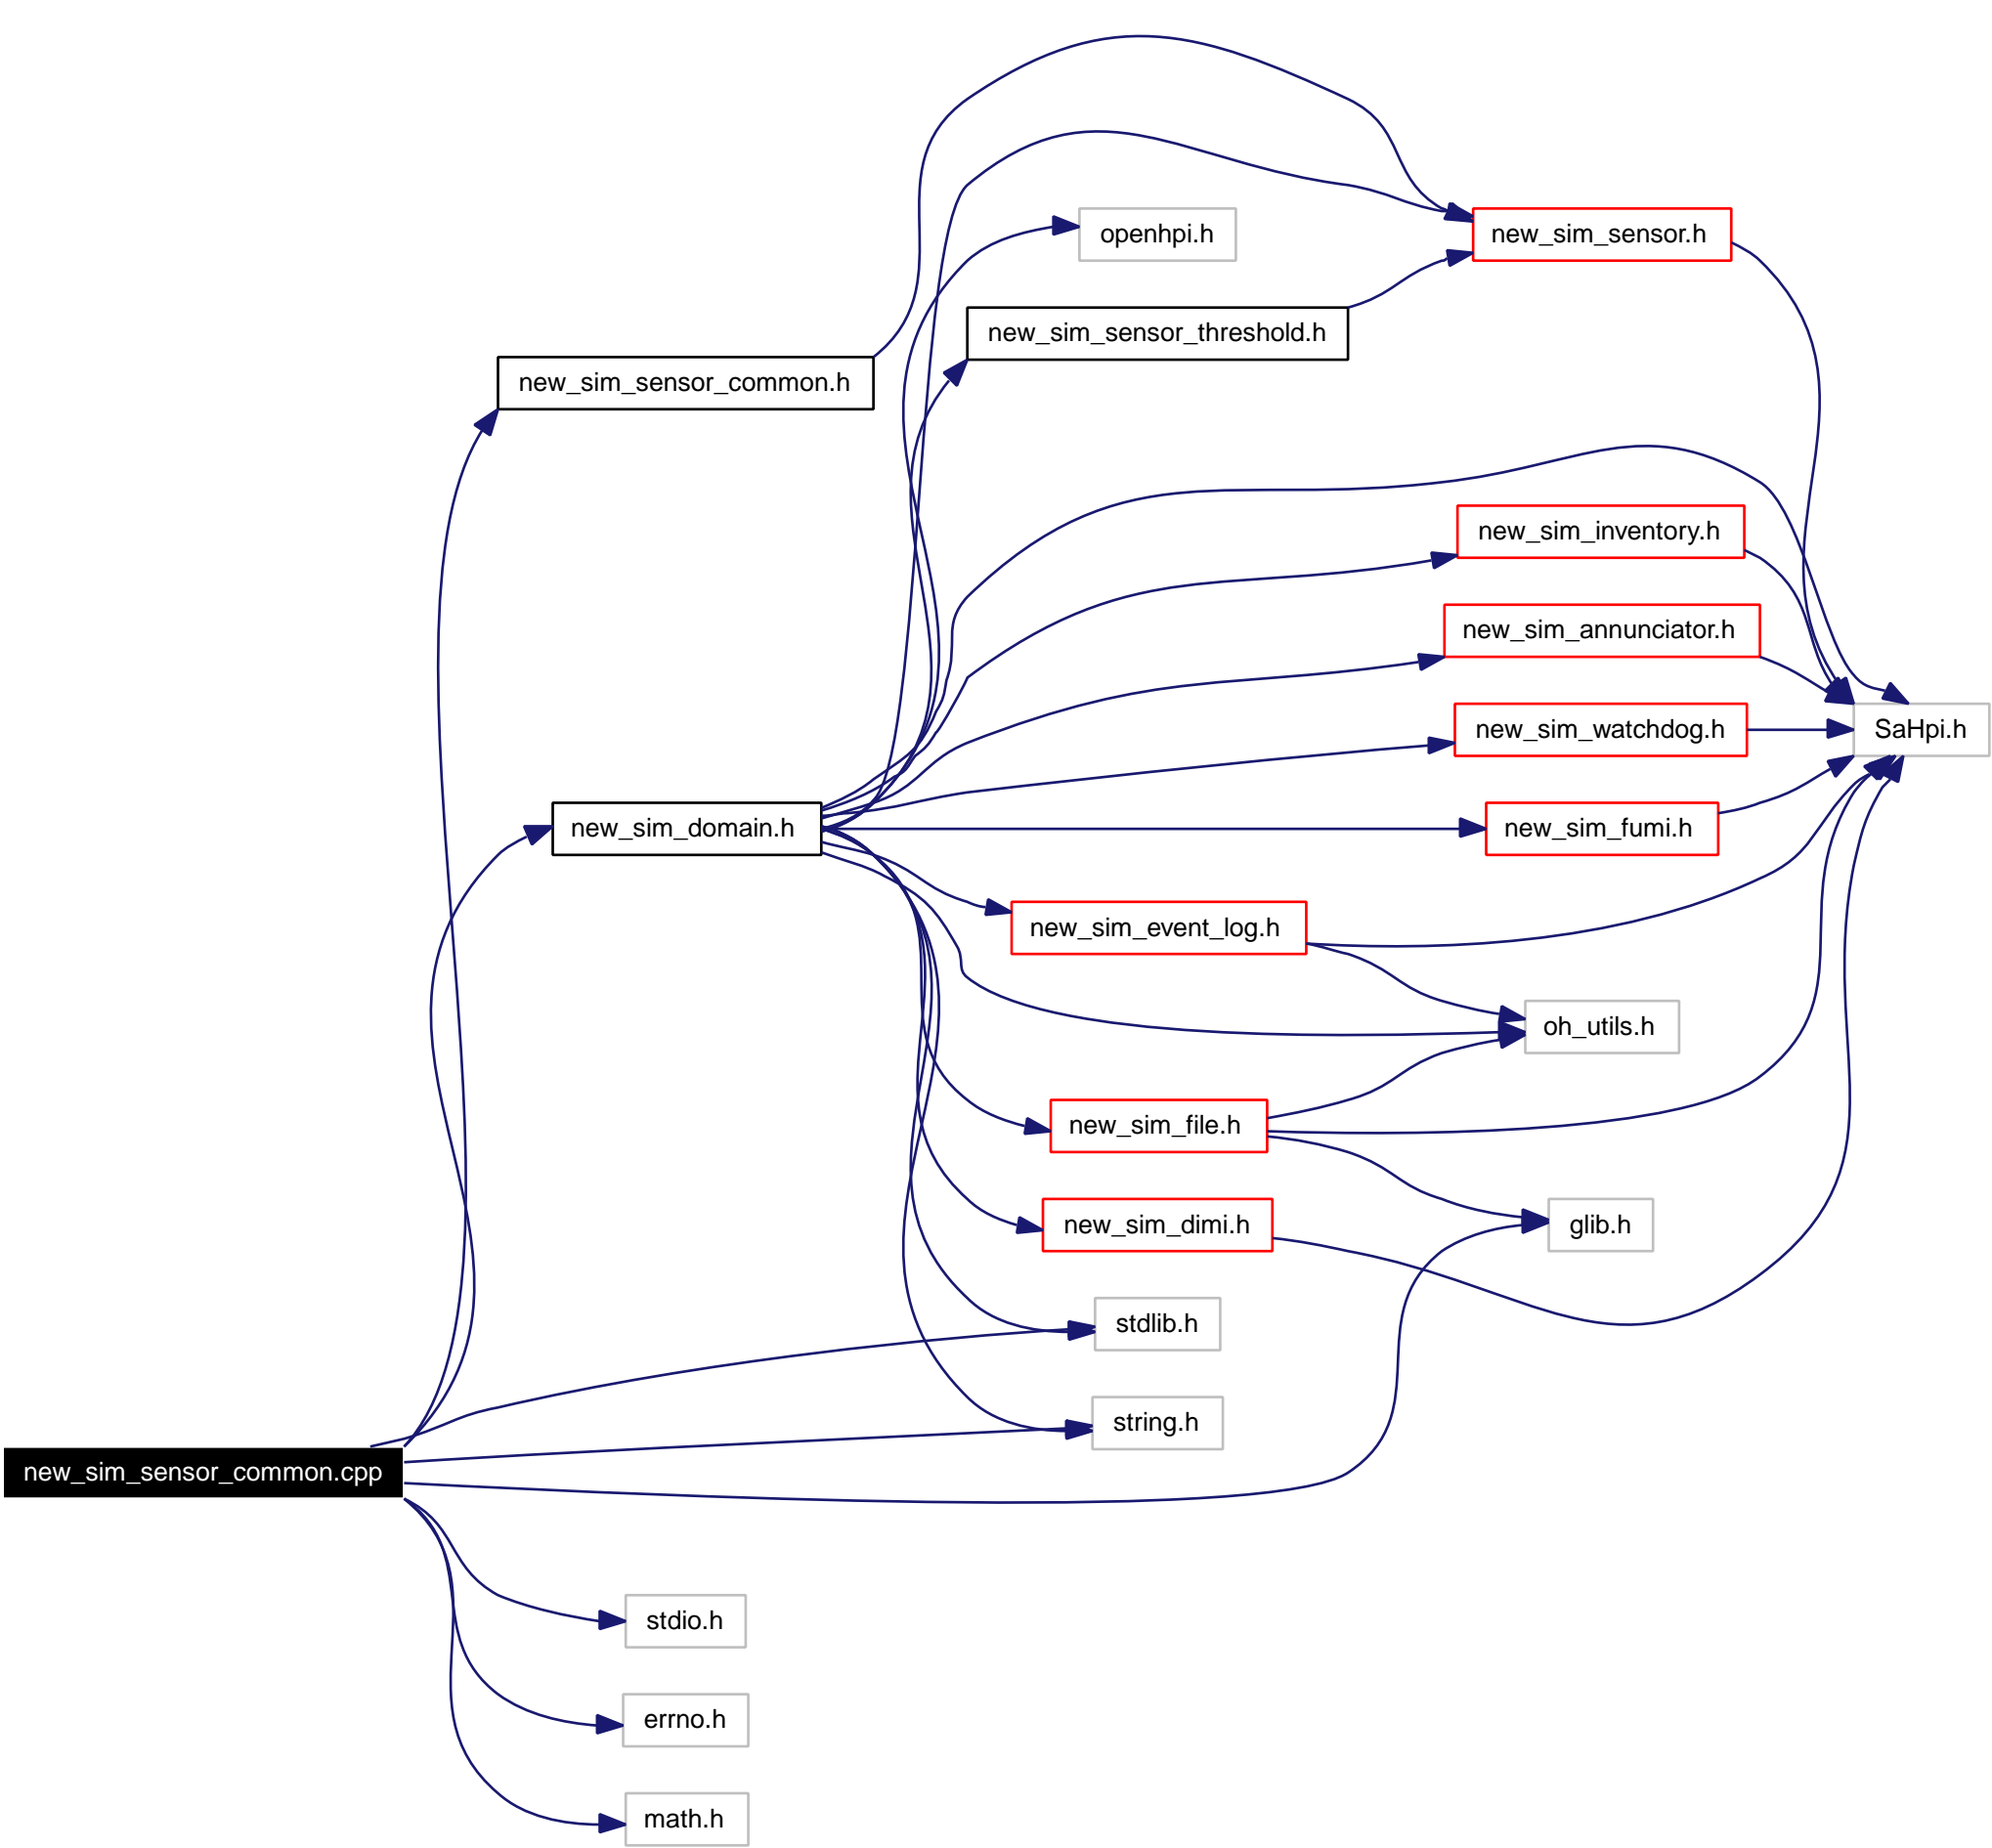 openhpi.h
new_sim_sensor.h
new_sim_sensor_threshold.h
new_sim_sensor_common.h
new_sim_inventory.h
new_sim_annunciator.h
new_sim_watchdog.h
SaHpi.h
new_sim_domain.h
new_sim_fumi.h
new_sim_event_log.h
oh_utils.h
new_sim_file.h
new_sim_dimi.h
glib.h
stdlib.h
string.h
new_sim_sensor_common.cpp
stdio.h
errno.h
math.h